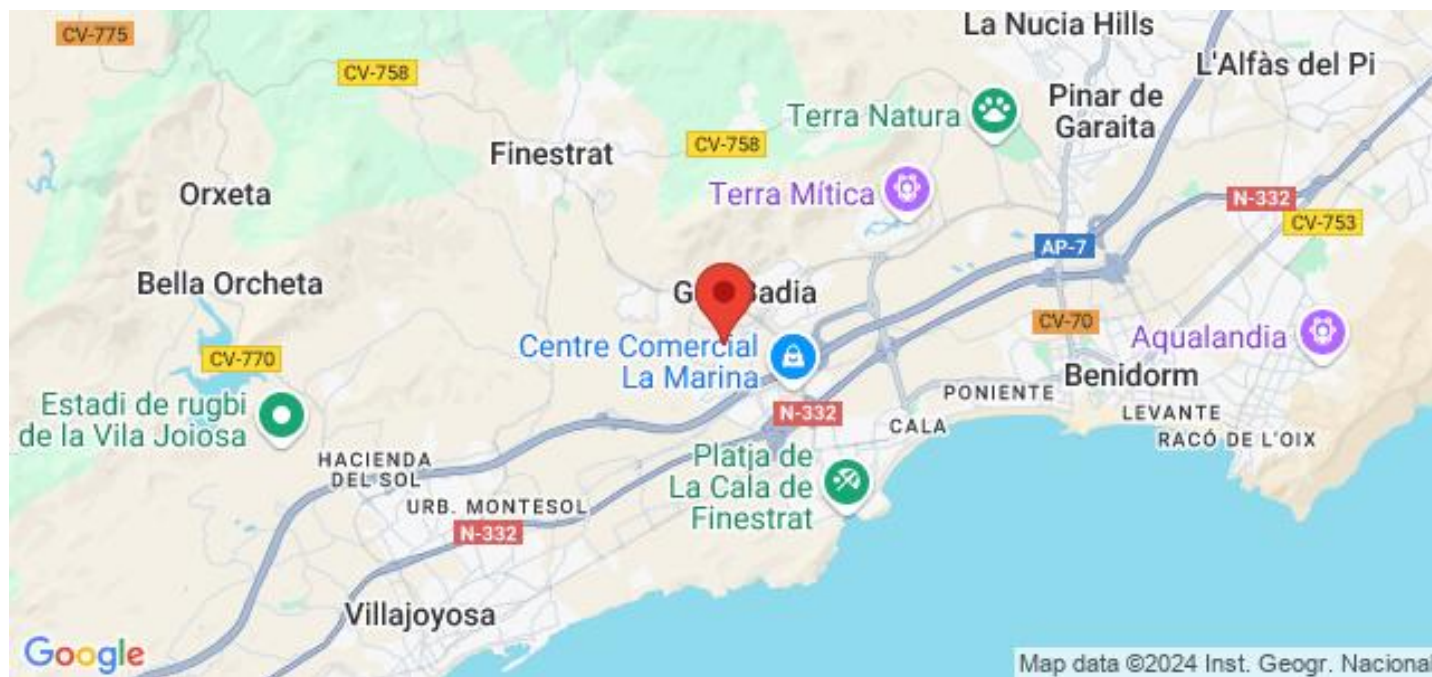 CV-775
CV-758
La Nucia Hills
L'Alfàs del Pi
Terra Natura
Pinar de
Garaita
Finestrat
CV-758
Orxeta
Terra Mítica
N-332
CV-753
AP-7
Bella Orcheta
Badia
CV-70
Centre Comercial
La Marina
Aqualandia
CV-770
Benidorm
Estadi de rugbi
de la Vila Joiosa
PONIENTE
N-332
CALA
LEVANTE
RACÓ DE L'OIX
HACIENDA
DEL SOL
Platja de
La Cala de
Finestrat
URB. MONTESOL
N-332
Villajoyosa
Google
Map data ©2024 Inst. Geogr. Nacional